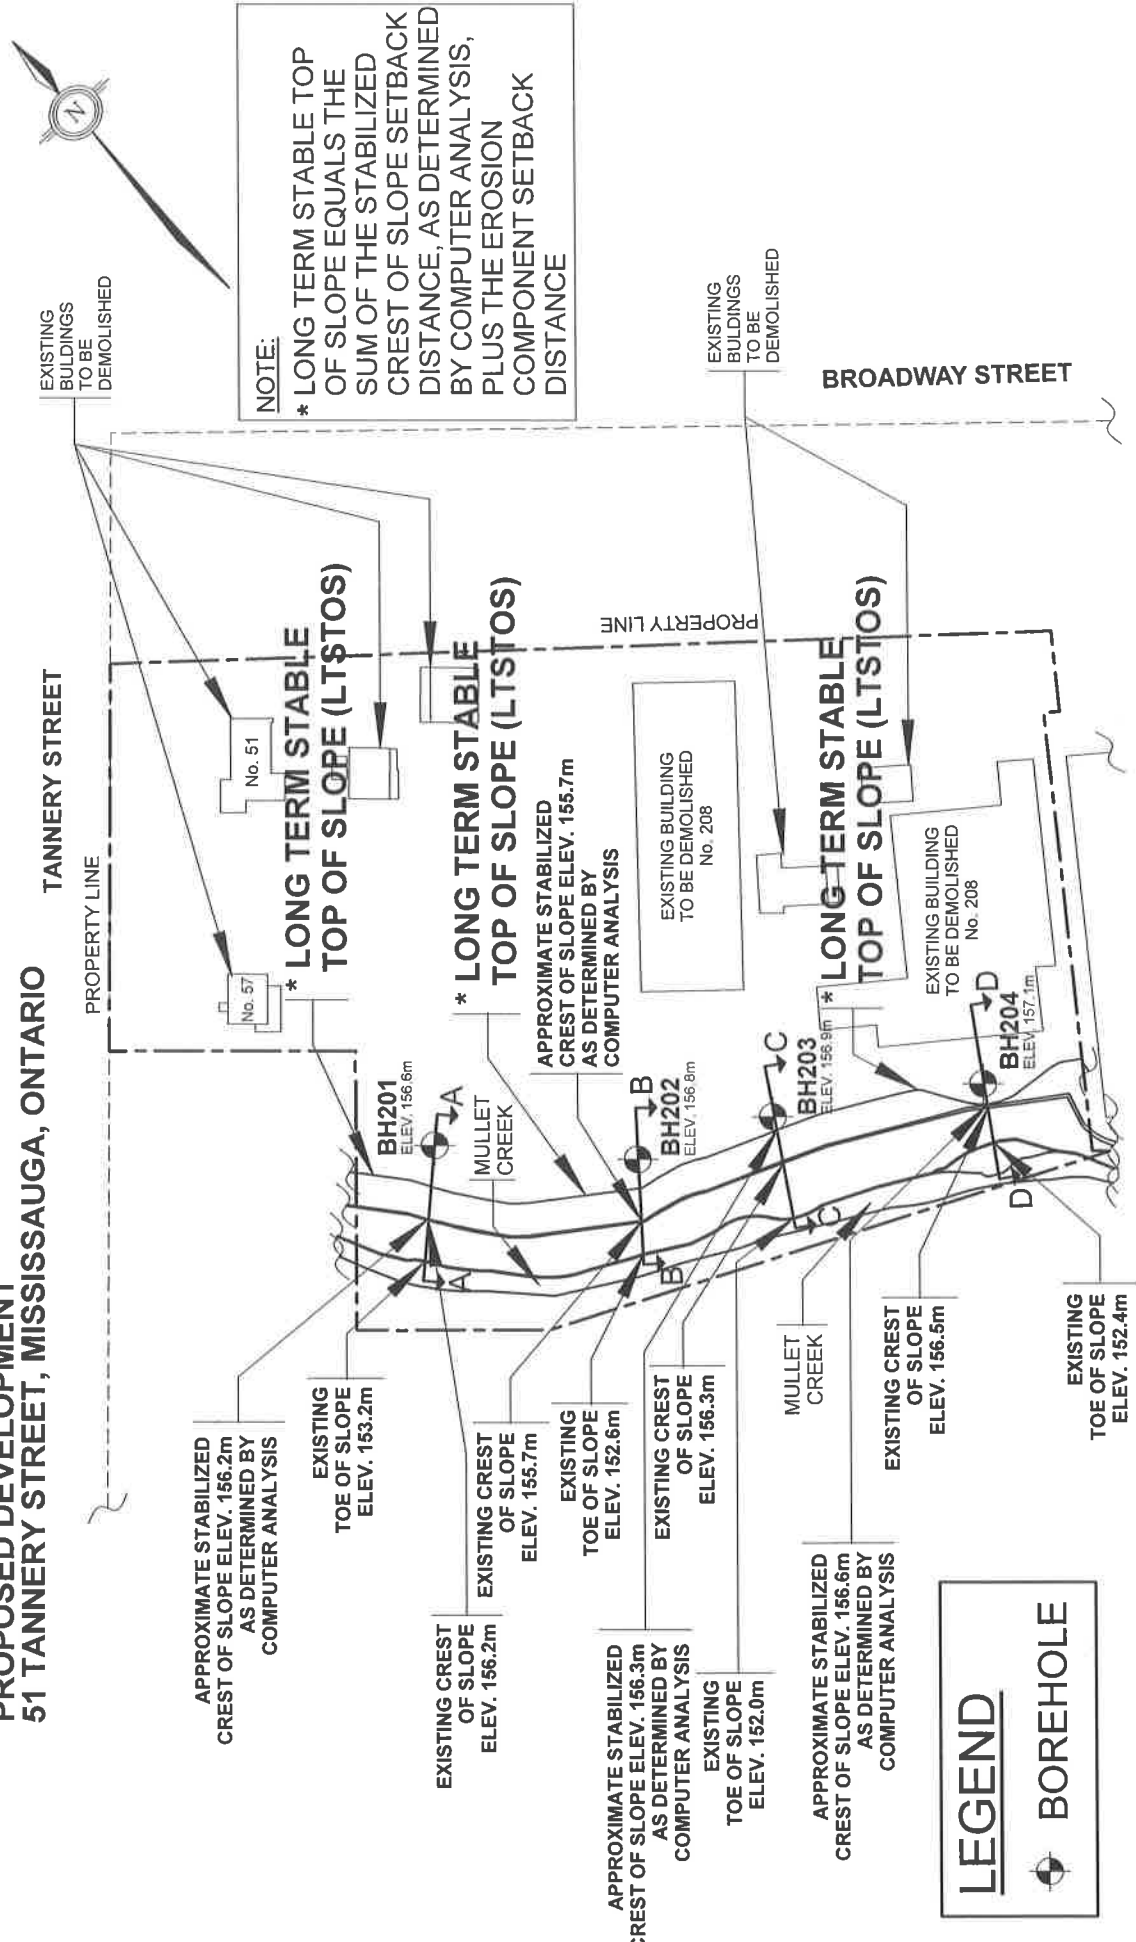 PROPOSED DEVELOPMENT
51 TANNERY STREET, MISSISSAUGA, ONTARIO
TANNERY STREET
PROPERTY LINE
EXISTING
BULDINGS
TO BE
DEMOLISHED
N
NOTE:
* LONG TERM STABLE TOP
OF SLOPE EQUALS THE
SUM OF THE STABILIZED
CREST OF SLOPE SETBACK
DISTANCE, AS DETERMINED
BY COMPUTER ANALYSIS,
PLUS THE EROSION
COMPONENT SETBACK
DISTANCE
No. 57
No. 51
* LONG TERM STABLE
TOP OF SLOPE (LTSTOS)
* LONG TERM STABLE
TOP OF SLOPE (LTSTOS)
APPROXIMATE STABILIZED
CREST OF SLOPE ELEV. 155.7m
AS DETERMINED BY
COMPUTER ANALYSIS
PROPERTY LINE
EXISTING
BULDINGS
TO BE
DEMOLISHED
BROADWAY STREET
EXISTING BUILDING
TO BE DEMOLISHED
No. 208
* LONG TERM STABLE
TOP OF SLOPE (LTSTOS)
EXISTING BUILDING
TO BE DEMOLISHED
No. 208
BH201
ELEV. 156.6m
A
A
MULLET
CREEK
BH202
ELEV. 156.8m
B
B
BH203
ELEV. 156.9m
C
C
BH204
ELEV. 157.1m
D
D
APPROXIMATE STABILIZED
CREST OF SLOPE ELEV. 156.2m
AS DETERMINED BY
COMPUTER ANALYSIS
EXISTING
TOE OF SLOPE
ELEV. 153.2m
EXISTING CREST
OF SLOPE
ELEV. 156.2m
EXISTING CREST
OF SLOPE
ELEV. 155.7m
EXISTING
TOE OF SLOPE
ELEV. 152.6m
APPROXIMATE STABILIZED
CREST OF SLOPE ELEV. 156.3m
AS DETERMINED BY
COMPUTER ANALYSIS
EXISTING CREST
OF SLOPE
ELEV. 156.3m
EXISTING
TOE OF SLOPE
ELEV. 152.0m
MULLET
CREEK
APPROXIMATE STABILIZED
CREST OF SLOPE ELEV. 156.6m
AS DETERMINED BY
COMPUTER ANALYSIS
EXISTING CREST
OF SLOPE
ELEV. 156.5m
EXISTING
TOE OF SLOPE
ELEV. 152.4m
LEGEND
BOREHOLE